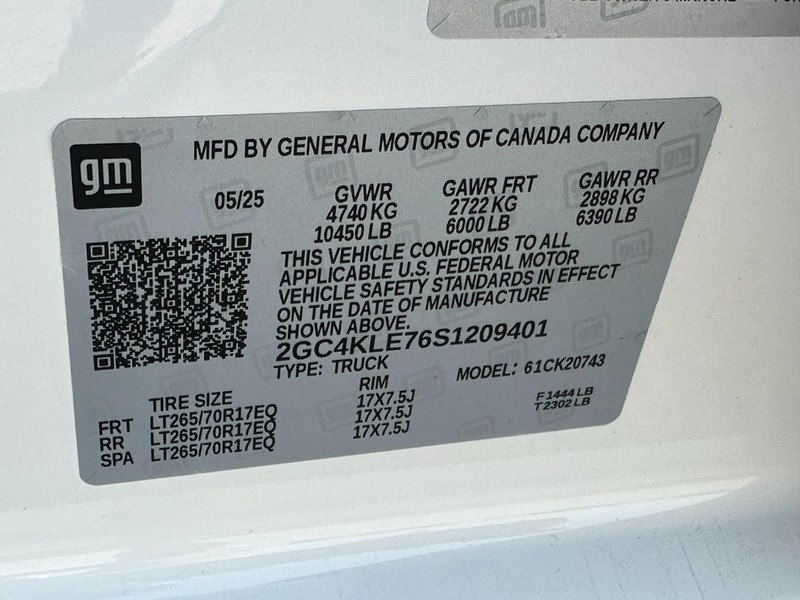 gm
MFD BY GENERAL MOTORS OF CANADA COMPANY
05/25 GVWR GAWR FRT GAWR RR
4740 KG 2722 KG 2898 KG
10450 LB 6000 LB 6390 LB
THIS VEHICLE CONFORMS TO ALL
APPLICABLE U.S. FEDERAL MOTOR
VEHICLE SAFETY STANDARDS IN EFFECT
ON THE DATE OF MANUFACTURE
SHOWN ABOVE.
2GC4KLE76S1209401
TYPE: TRUCK MODEL: 61CK20743
TIRE SIZE RIM
FRT LT265/70R17EQ 17X7.5J F1444 LB
RR LT265/70R17EQ 17X7.5J T2302 LB
SPA LT265/70R17EQ 17X7.5J